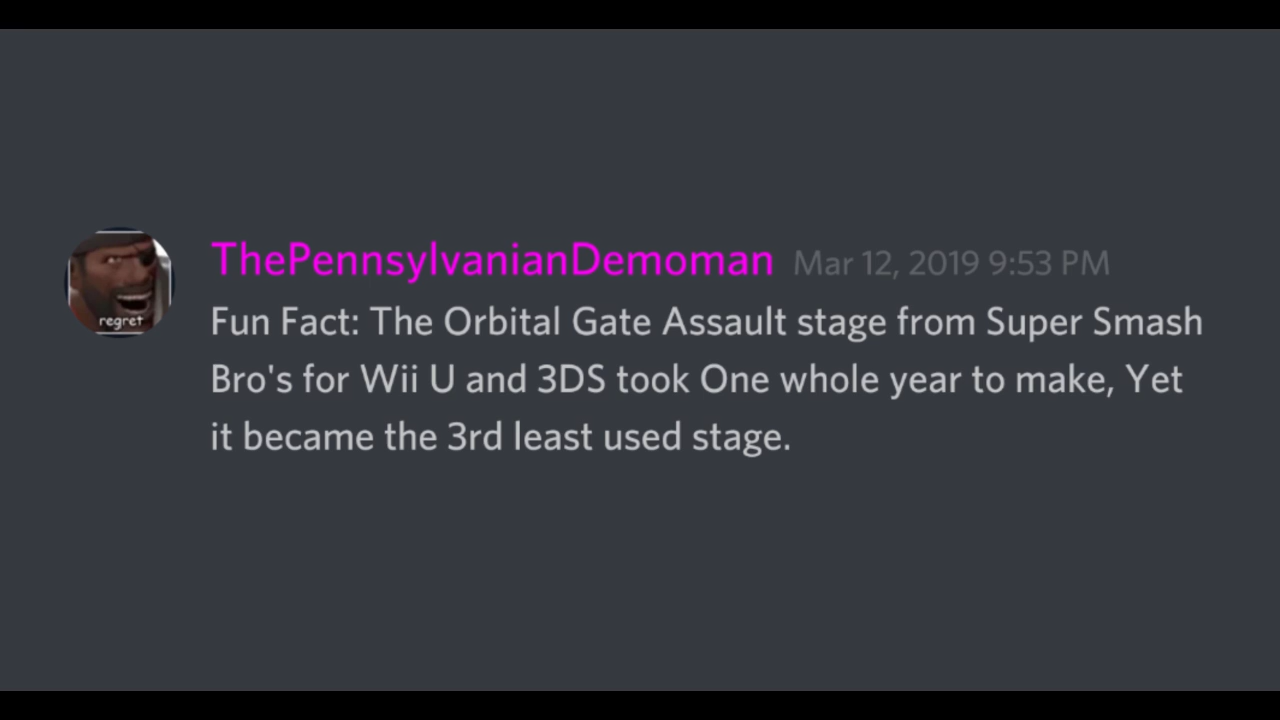 ThePennsylvanianDemoman Mar 12, 2019 9:53 PM
regret
Fun Fact: The Orbital Gate Assault stage from Super Smash
Bro's for Wii U and 3DS took One whole year to make, Yet
it became the 3rd least used stage.